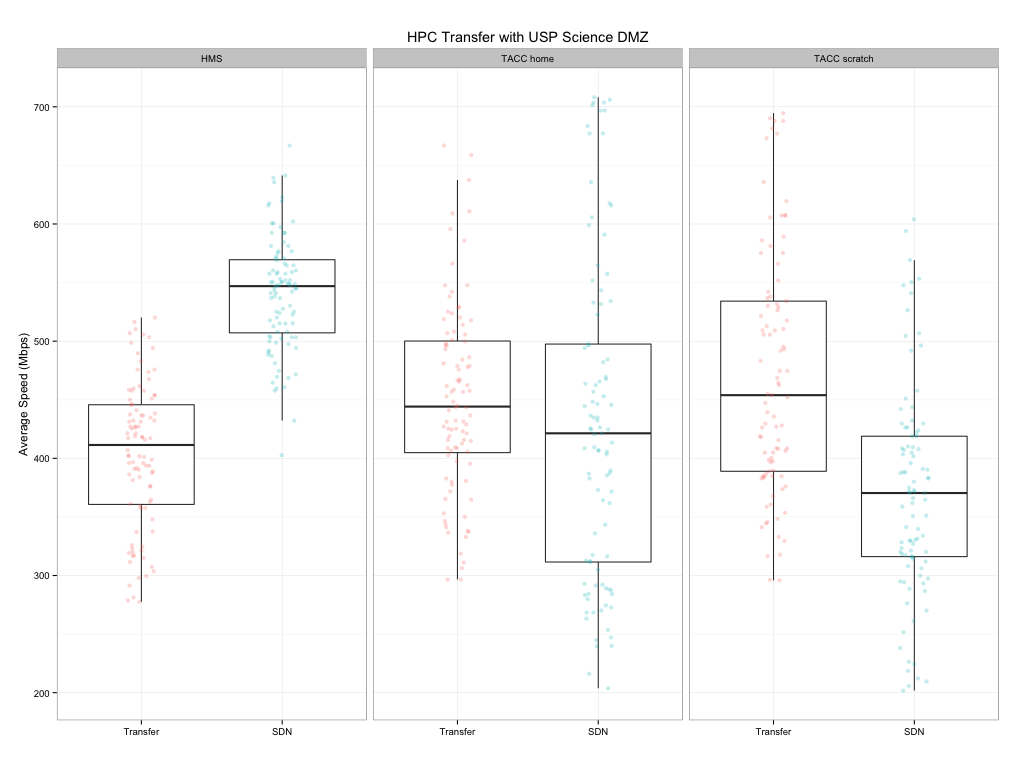 HPC Transfer with USP Science DMZ
HMS
TACC home
TACC scratch
Average Speed (Mbps)
700
600
500
400
300
200
Transfer
SDN
Transfer
SDN
Transfer
SDN